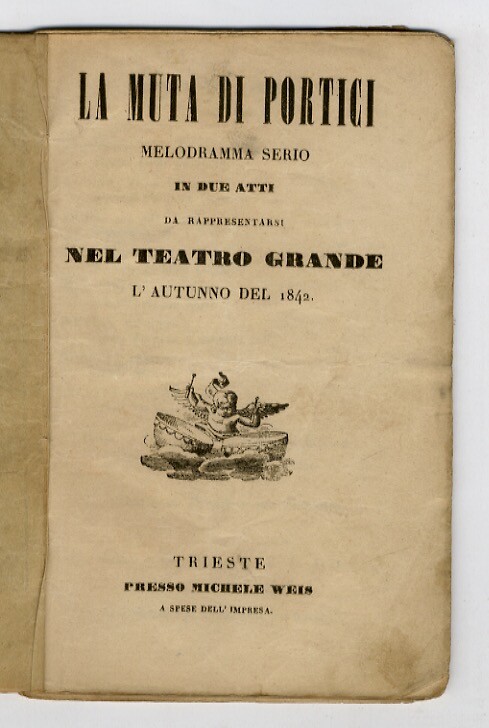 LA MUTA DI PORTICI
MELODRAMMA SERIO
IN DUE ATTI
DA RAPPRESENTARSI
NEL TEATRO GRANDE
L' AUTUNNO DEL 1842.
TRIESTE
PRESSO MICHELE WEIS
A SPESE DELL' IMPRESA.